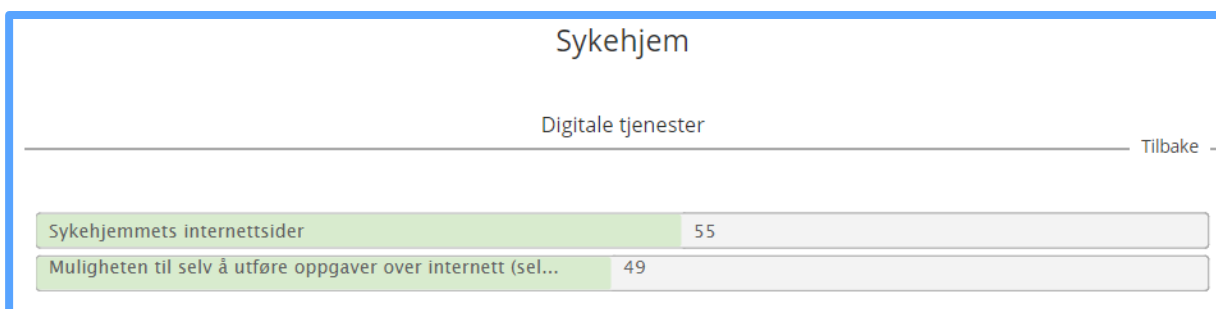 Sykehjem
Digitale tjenester
Tilbake
Sykehjemmets internettsider 55
Muligheten til selv å utføre oppgaver over internett (sel... 49